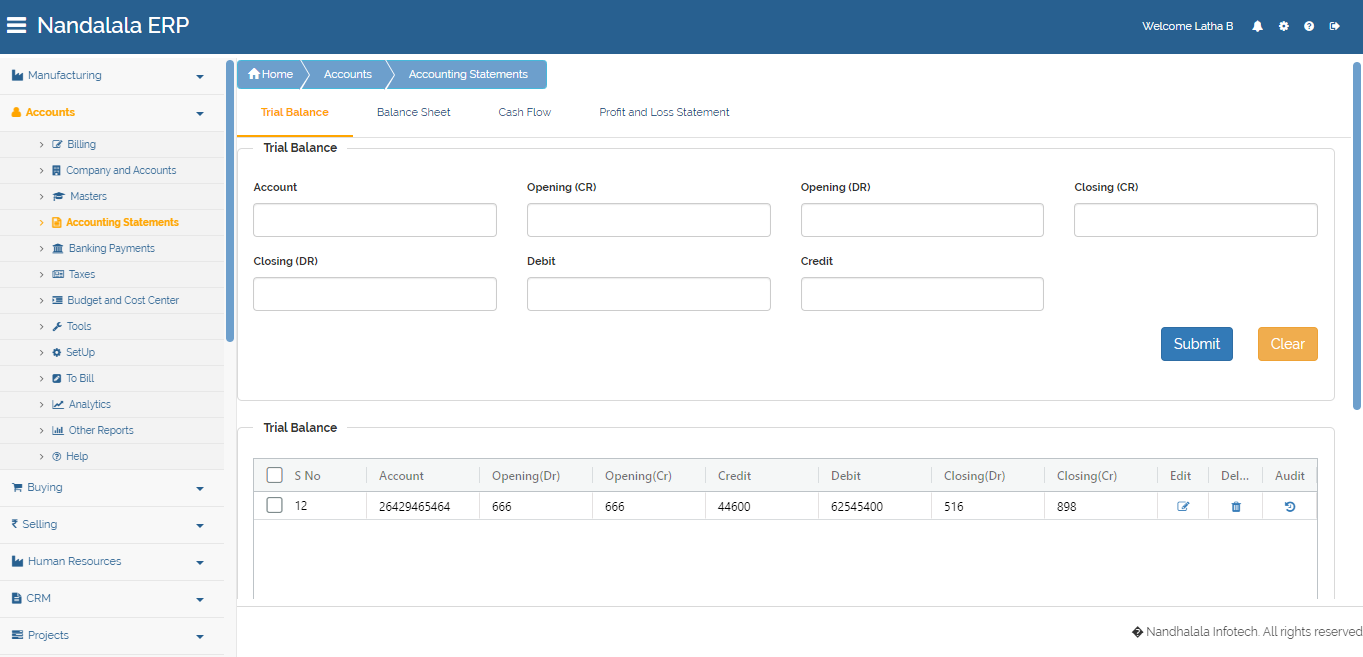 Nandalala ERP
Welcome Latha B
Manufacturing
Accounts
Billing
Company and Accounts
Masters
Accounting Statements
Banking Payments
Taxes
Budget and Cost Center
Tools
SetUp
To Bill
Analytics
Other Reports
Help
Buying
Selling
Human Resources
CRM
Projects
Home Accounts Accounting Statements
Trial Balance Balance Sheet Cash Flow Profit and Loss Statement
Trial Balance
Account Opening (CR) Opening (DR) Closing (CR)
Closing (DR) Debit Credit
Submit Clear
Trial Balance
S No Account Opening(Dr) Opening(Cr) Credit Debit Closing(Dr) Closing(Cr) Edit Del... Audit
12 26429465464 666 666 44600 62545400 516 898
� Nandhalala Infotech. All rights reserved